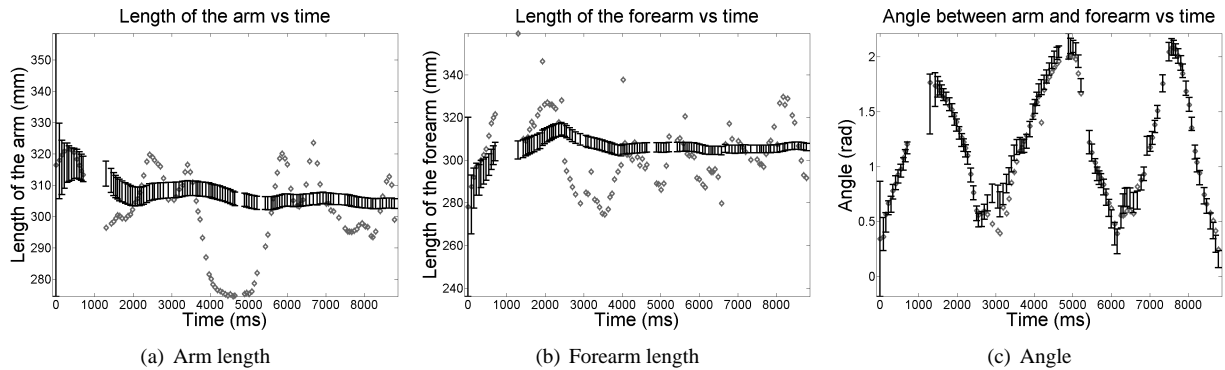 Length of the arm vs time
Length of the arm (mm)
350
340
330
320
310
300
290
280
0 1000 2000 3000 4000 5000 6000 7000 8000
Time (ms)
(a) Arm length
Length of the forearm vs time
Length of the forearm (mm)
340
320
300
280
260
240
0 1000 2000 3000 4000 5000 6000 7000 8000
Time (ms)
(b) Forearm length
Angle between arm and forearm vs time
Angle (rad)
2
1.5
1
0.5
0
0 1000 2000 3000 4000 5000 6000 7000 8000
Time (ms)
(c) Angle